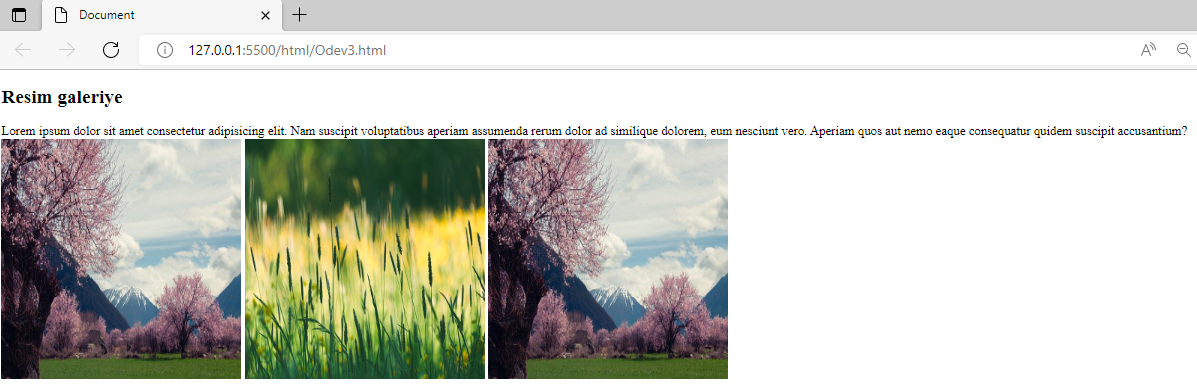 Document
127.0.0.1:5500/html/Odev3.html
Resim galeriye
Lorem ipsum dolor sit amet consectetur adipisicing elit. Nam suscipit voluptatibus aperiam assumenda rerum dolor ad similique dolorem, eum nesciunt vero. Aperiam quos aut nemo eaque consequatur quidem suscipit accusantium?